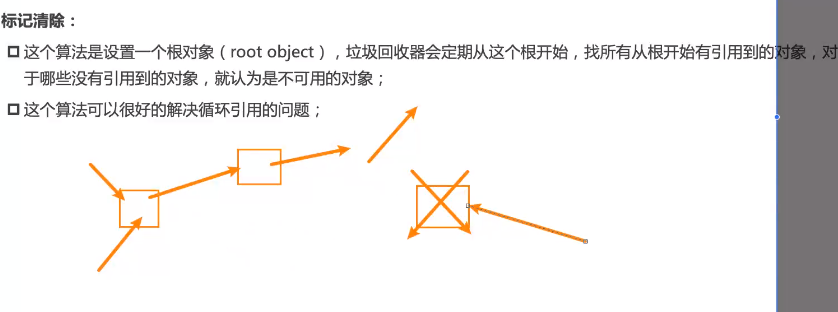 标记清除：
这个算法是设置一个根对象（root object），垃圾回收器会定期从这个根开始，找所有从根开始有引用到的对象，对
于哪些没有引用到的对象，就认为是不可用的对象；
这个算法可以很好的解决循环引用的问题；